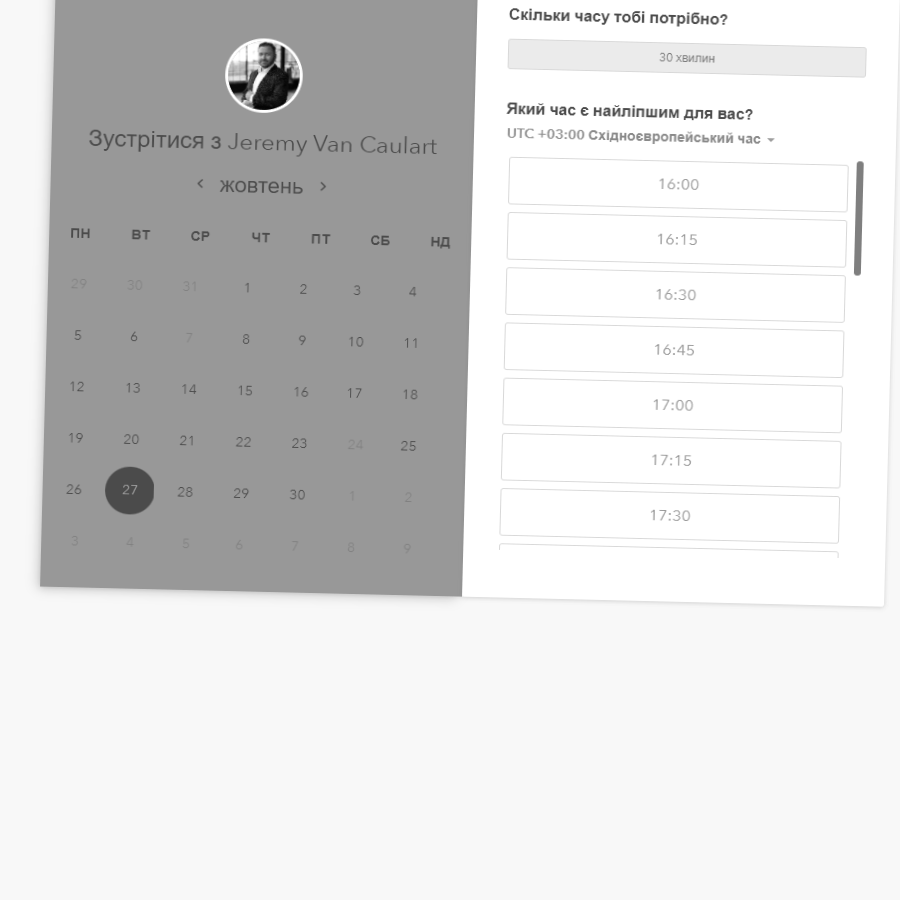 Зустрітися з Jeremy Van Caulart
жовтень
ПН ВТ СР ЧТ ПТ СБ НД
29 30 31 1 2 3 4
5 6 7 8 9 10 11
12 13 14 15 16 17 18
19 20 21 22 23 24 25
26 27 28 29 30 1 2
3 4 5 6 7 8 9
Скільки часу тобі потрібно?
30 хвилин
Який час є найліпшим для вас?
UTC +03:00 Східноєвропейський час
16:00
16:15
16:30
16:45
17:00
17:15
17:30